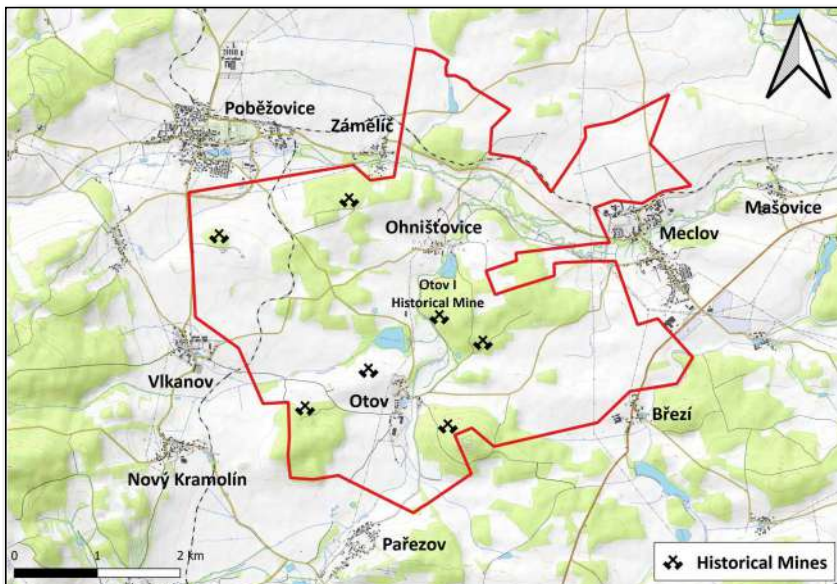 Poběžovice
Zámělíč
Mašovice
Ohnišťovice
Meclov
Otov I
Historical Mine
Vlkanov
Otov
Březí
Nový Kramolín
Pařezov
0 1 2 km
Historical Mines